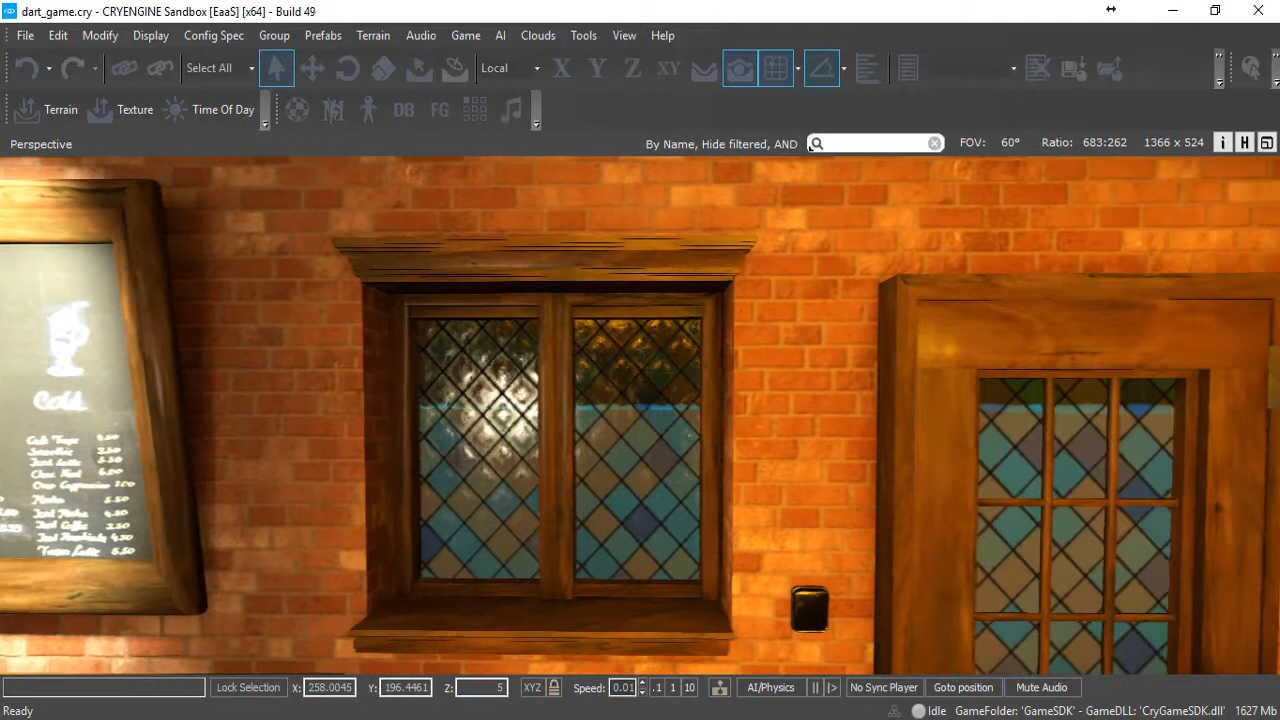 dart_game.cry - CRYENGINE Sandbox [EaaS] [x64] - Build 49
File Edit Modify Display Config Spec Group Prefabs Terrain Audio Game AI Clouds Tools View Help
Select All Local X Y Z XY
Terrain Texture Time Of Day DB FG
Perspective By Name, Hide filtered, AND FOV: 60° Ratio: 683:262 1366 x 524 i H
Cold
Lock Selection X: 258.0045 Y: 196.4461 Z: 5 XYZ Speed: 0.01 .1 1 10 AI/Physics No Sync Player Goto position Mute Audio
Ready Idle GameFolder: 'GameSDK' - GameDLL: 'CryGameSDK.dll' 1627 Mb